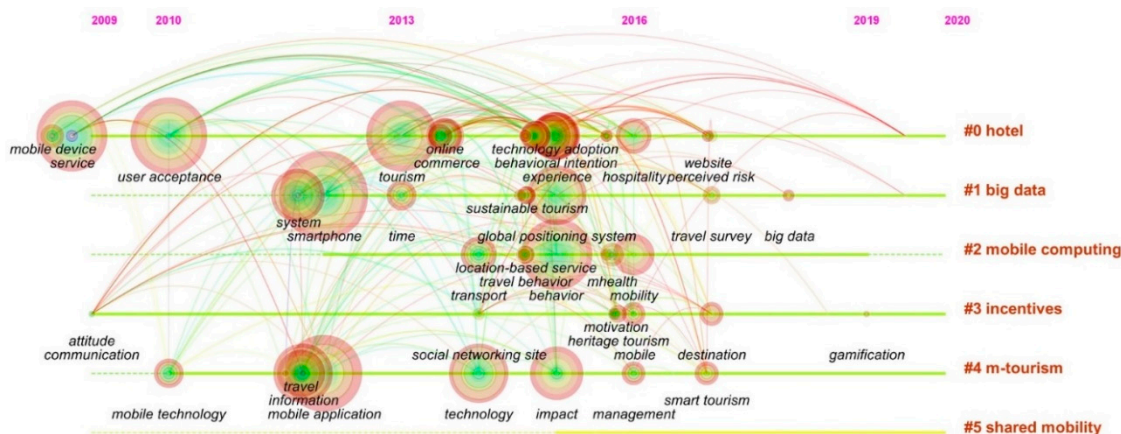 2009 2010 2013 2016 2019 2020
#0 hotel
mobile device online technology adoption website
service commerce behavioral intention
user acceptance tourism experience hospitality perceived risk
#1 big data
system sustainable tourism
smartphone time global positioning system travel survey big data
#2 mobile computing
location-based service
travel behavior mhealth
transport behavior mobility
#3 incentives
motivation
attitude heritage tourism
communication social networking site mobile destination gamification
#4 m-tourism
travel
information smart tourism
mobile technology mobile application technology impact management
#5 shared mobility